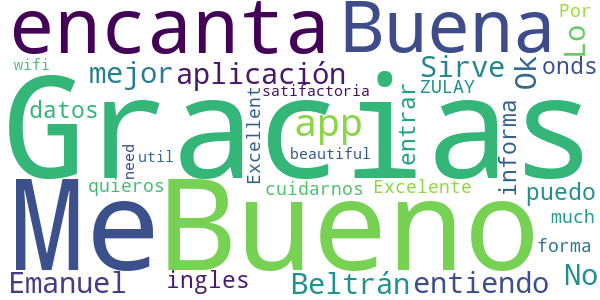 encanta Buena Lo Por
wifi mejor aplicación Sirve Ok onds
Gracias
datos satifactoria ZULAY
Excellent app entrar informa
need util beautiful
quieros cuidarnos Excelente puedo
Me Bueno much
forma
Emanuel ingles Beltrán entiendo No